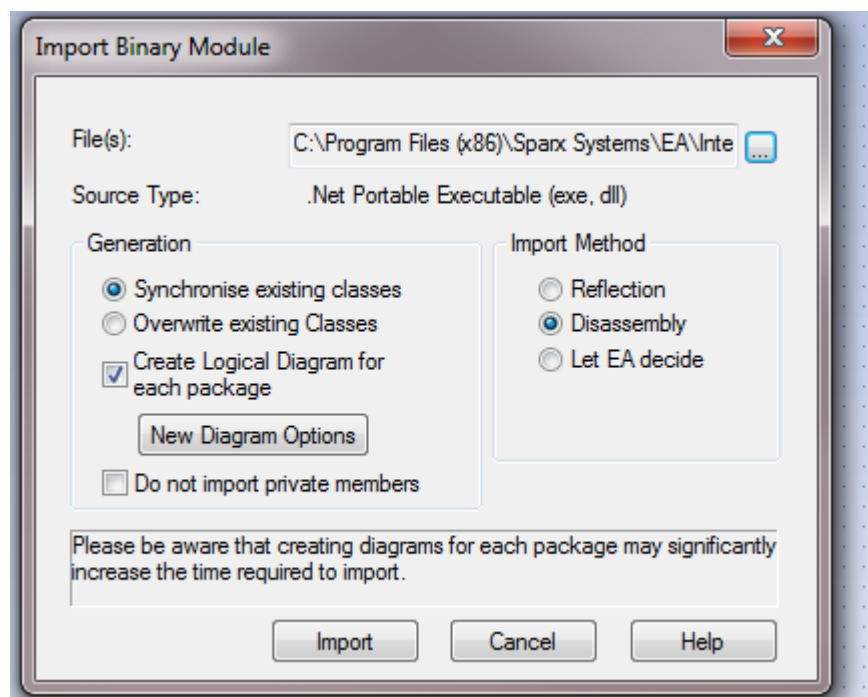 Import Binary Module
File(s):
C:\Program Files (x86)\Sparx Systems\EA\Inte
...
Source Type:
.Net Portable Executable (exe, dll)
Generation
Synchronise existing classes
Overwrite existing Classes
Create Logical Diagram for
each package
New Diagram Options
Do not import private members
Import Method
Reflection
Disassembly
Let EA decide
Please be aware that creating diagrams for each package may significantly
increase the time required to import.
Import
Cancel
Help